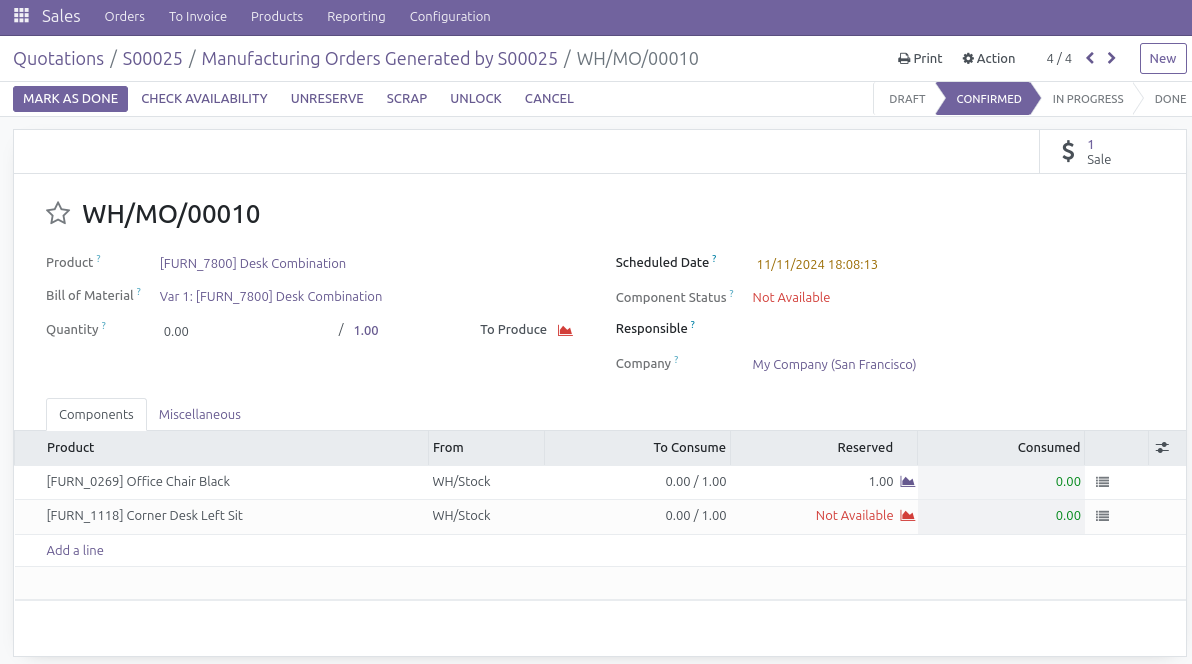 Sales Orders To Invoice Products Reporting Configuration
Quotations / S00025 / Manufacturing Orders Generated by S00025 / WH/MO/00010 Print Action 4 / 4 New
MARK AS DONE CHECK AVAILABILITY UNRESERVE SCRAP UNLOCK CANCEL DRAFT CONFIRMED IN PROGRESS DONE
$ 1
Sale
WH/MO/00010
Product ? [FURN_7800] Desk Combination Scheduled Date ? 11/11/2024 18:08:13
Bill of Material ? Var 1: [FURN_7800] Desk Combination Component Status ? Not Available
Quantity ? 0.00 / 1.00 To Produce Responsible ?
Company ? My Company (San Francisco)
Components Miscellaneous
Product From To Consume Reserved Consumed
[FURN_0269] Office Chair Black WH/Stock 0.00 / 1.00 1.00 0.00
[FURN_1118] Corner Desk Left Sit WH/Stock 0.00 / 1.00 Not Available 0.00
Add a line